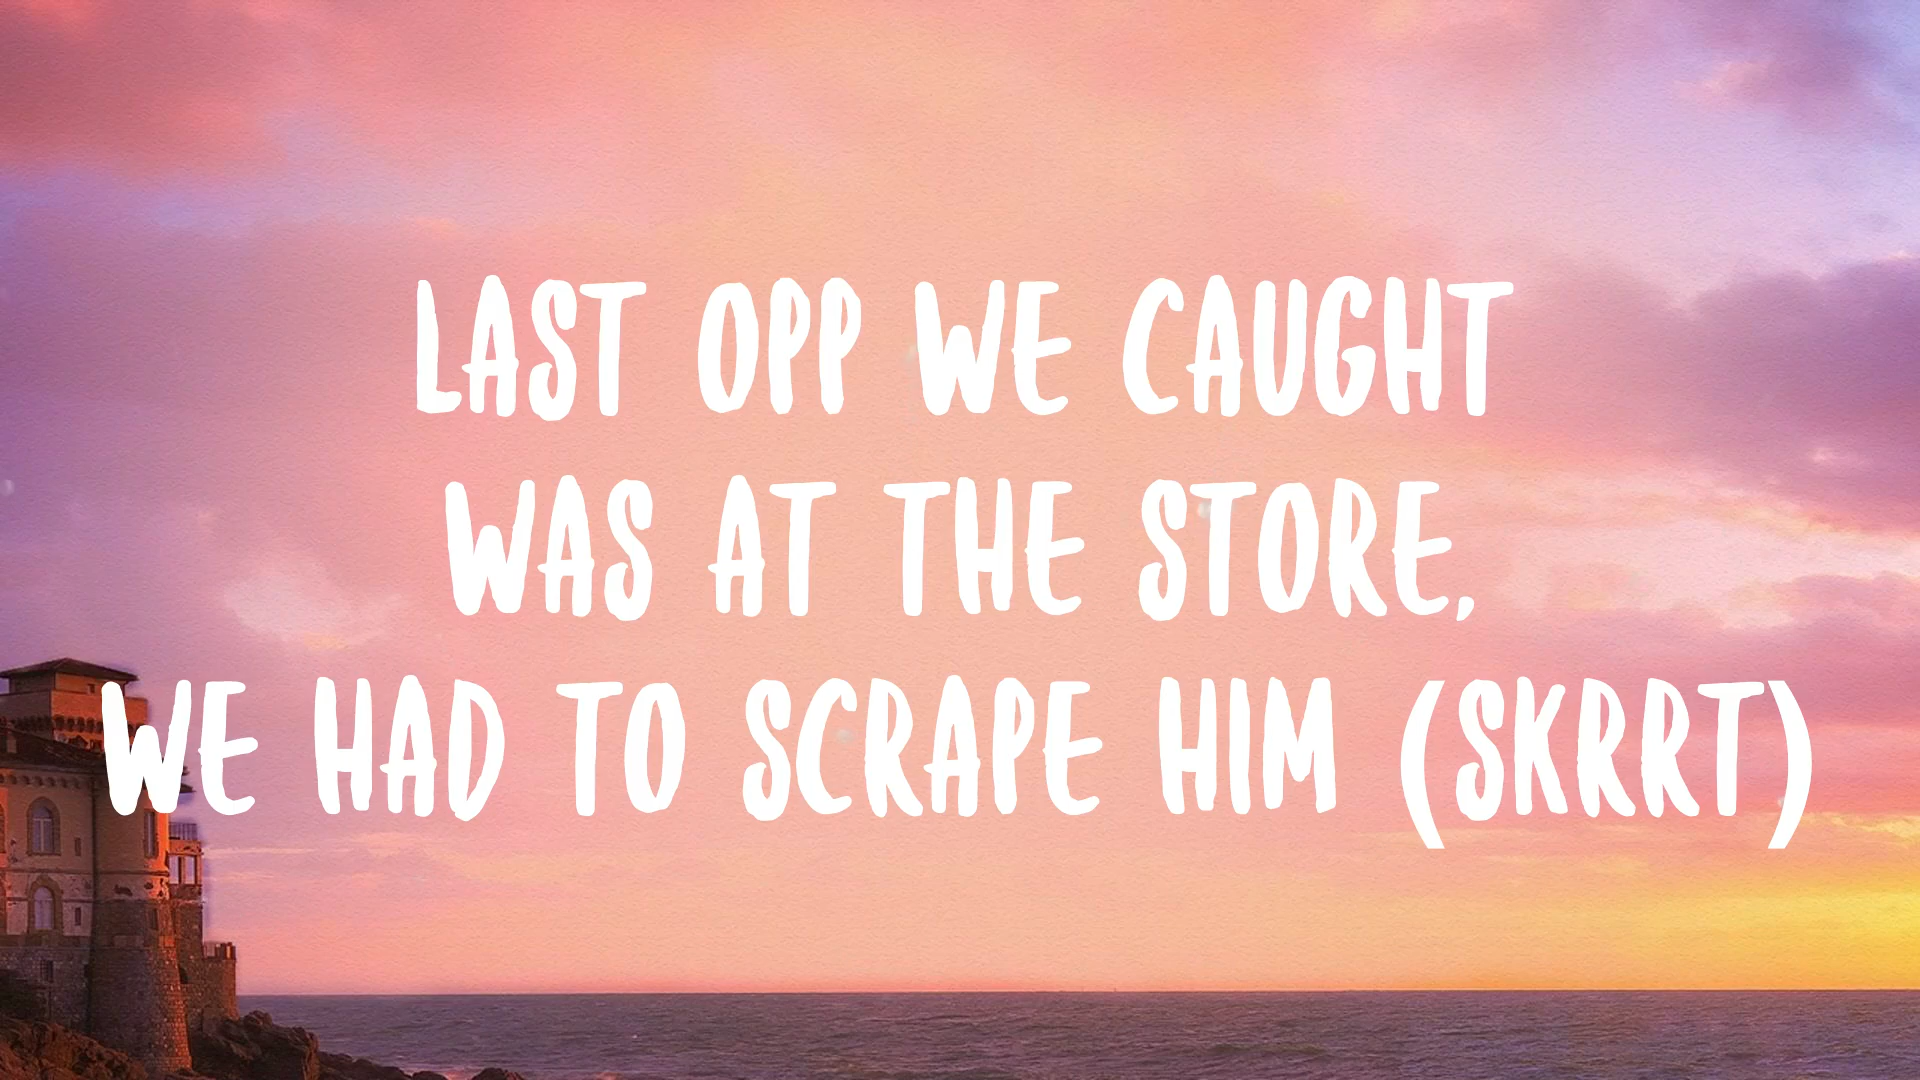 LAST OPP WE CAUGHT
WAS AT THE STORE,
WE HAD TO SCRAPE HIM (SKRRT)